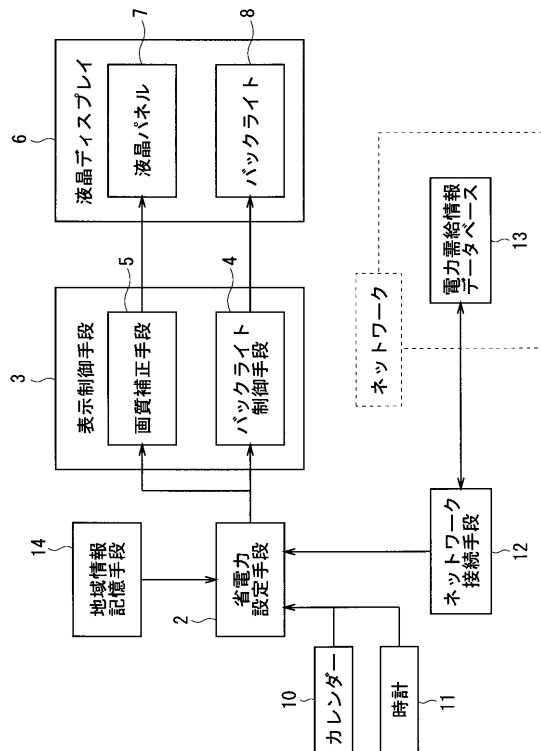 14
地域情報
記憶手段
2
省電力
設定手段
10
カレンダー
11
時計
3
表示制御手段
5
画質補正手段
4
バックライト
制御手段
6
液晶ディスプレイ
7
液晶パネル
8
バックライト
12
ネットワーク
接続手段
ネットワーク
13
電力需給情報
データベース